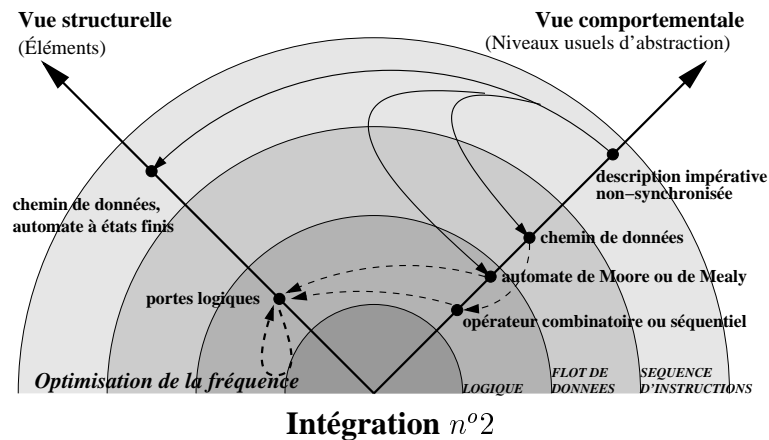 Vue structurelle
(Éléments)
Vue comportementale
(Niveaux usuels d'abstraction)
description impérative
non−synchronisée
chemin de données,
automate à états finis
chemin de données
automate de Moore ou de Mealy
portes logiques
opérateur combinatoire ou séquentiel
Optimisation de la fréquence
LOGIQUE
FLOT DE
DONNEES
SEQUENCE
D'INSTRUCTIONS
Intégration nº2